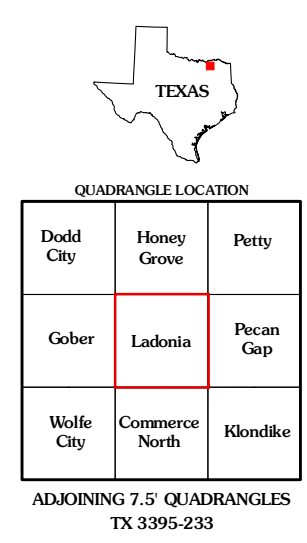 TEXAS
QUADRANGLE LOCATION
Dodd
City
Honey
Grove
Petty
Gober
Ladonia
Pecan
Gap
Wolfe
City
Commerce
North
Klondike
ADJOINING 7.5' QUADRANGLES
TX 3395-233